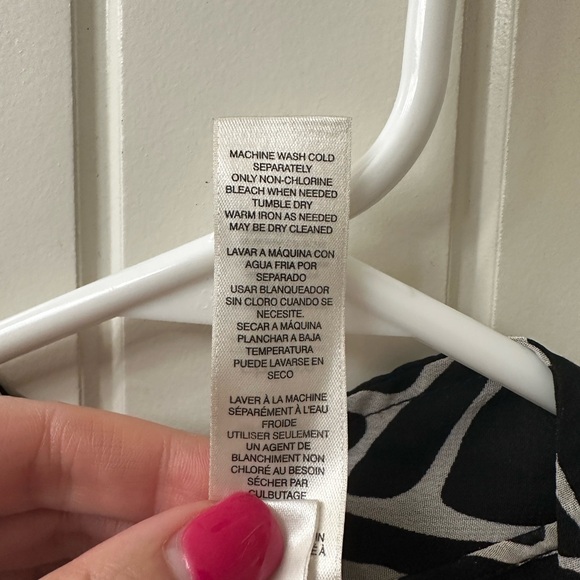 MACHINE WASH COLD
SEPARATELY
ONLY NON-CHLORINE
BLEACH WHEN NEEDED
TUMBLE DRY
WARM IRON AS NEEDED
MAY BE DRY CLEANED
LAVAR A MÁQUINA CON
AGUA FRIA POR
SEPARADO
USAR BLANQUEADOR
SIN CLORO CUANDO SE
NECESITE.
SECAR A MÁQUINA
PLANCHAR A BAJA
TEMPERATURA
PUEDE LAVARSE EN
SECO
LAVER À LA MACHINE
SÉPARÉMENT À L'EAU
FROIDE
UTILISER SEULEMENT
UN AGENT DE
BLANCHIMENT NON
CHLORÉ AU BESOIN
SÉCHER PAR
CULBUTAGE